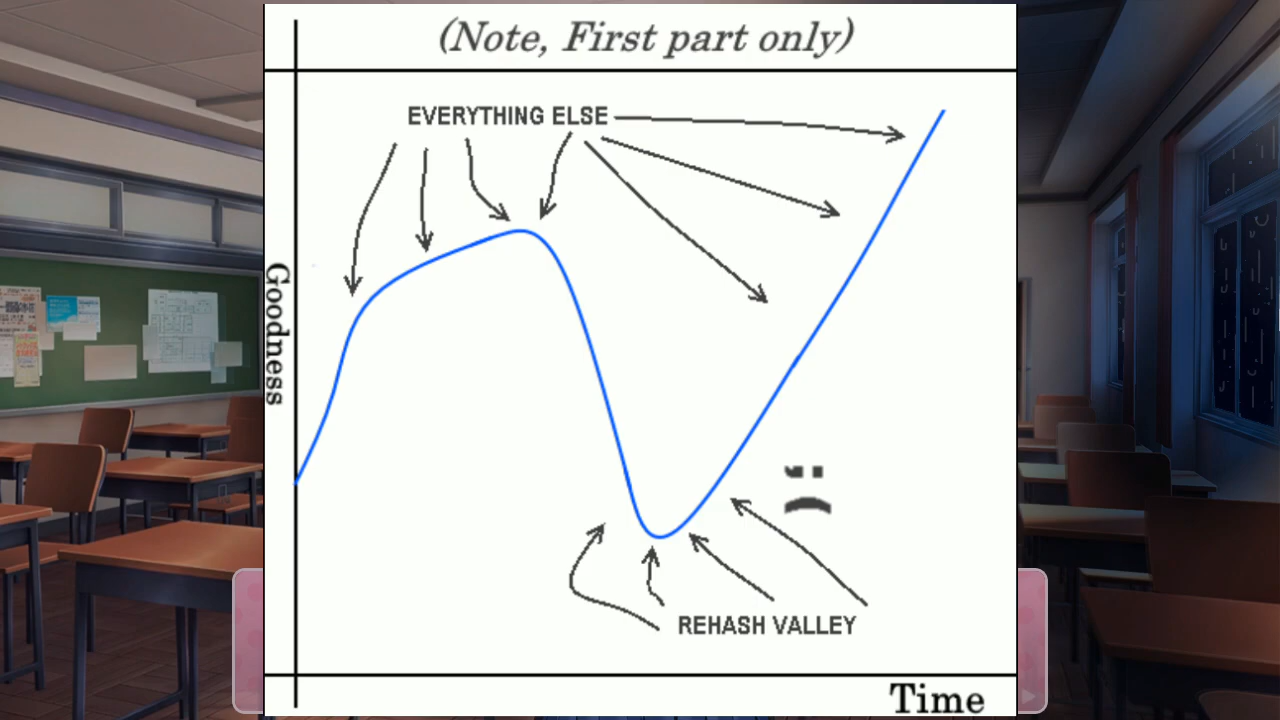 (Note, First part only)
EVERYTHING ELSE
Goodness
REHASH VALLEY
Time